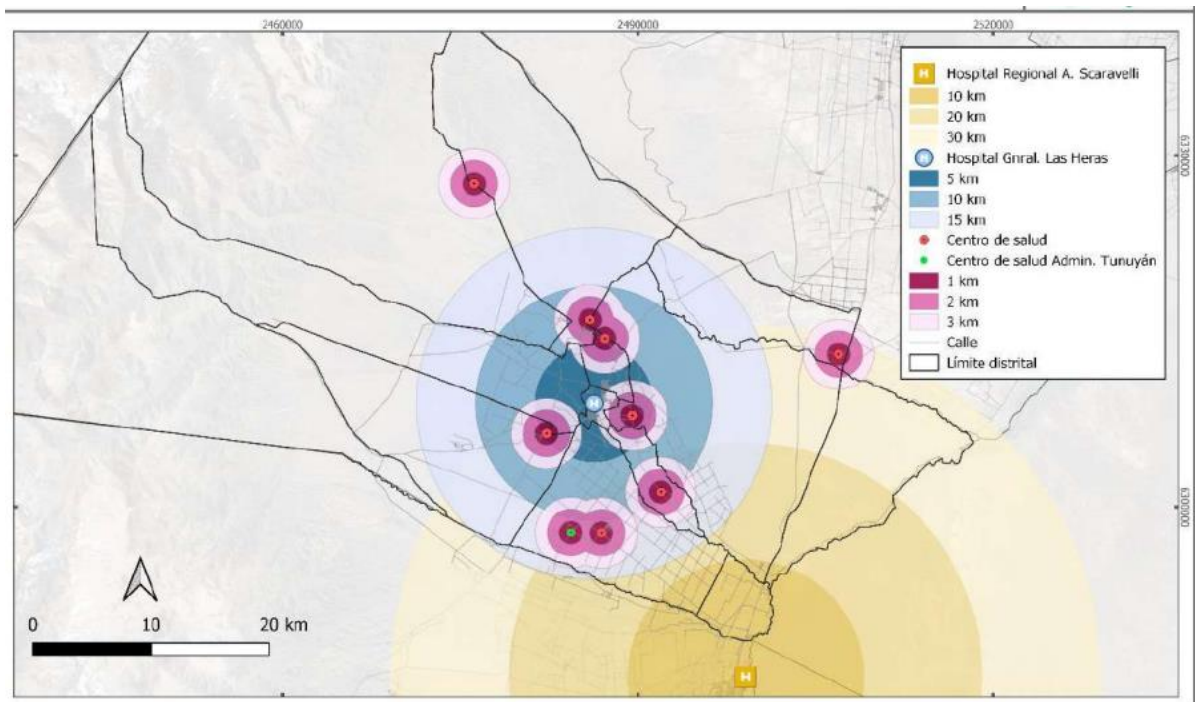 2460000
2490000
2520000
Hospital Regional A. Scaravelli
10 km
20 km
30 km
Hospital Gnral. Las Heras
5 km
10 km
15 km
Centro de salud
Centro de salud Admin. Tunuyán
1 km
2 km
3 km
Calle
Límite distrital
6330000
6300000
H
H
H
H
0 10 20 km